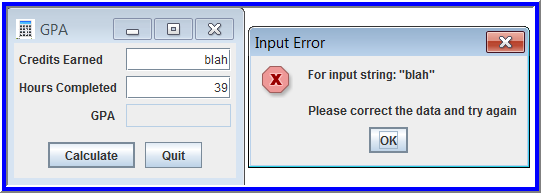 GPA
Credits Earned blah
Hours Completed 39
GPA
Calculate Quit
Input Error
For input string: "blah"
Please correct the data and try again
OK